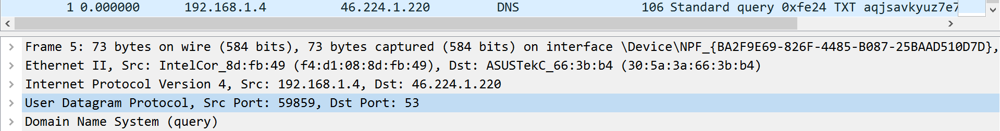 1 0.000000 192.168.1.4 46.224.1.220 DNS 106 Standard query 0xfe24 TXT aqjsavkyuz7e7
Frame 5: 73 bytes on wire (584 bits), 73 bytes captured (584 bits) on interface \Device\NPF_{BA2F9E69-826F-4485-B087-25BAAD510D7D},
Ethernet II, Src: IntelCor_8d:fb:49 (f4:d1:08:8d:fb:49), Dst: ASUSTekC_66:3b:b4 (30:5a:3a:66:3b:b4)
Internet Protocol Version 4, Src: 192.168.1.4, Dst: 46.224.1.220
User Datagram Protocol, Src Port: 59859, Dst Port: 53
Domain Name System (query)